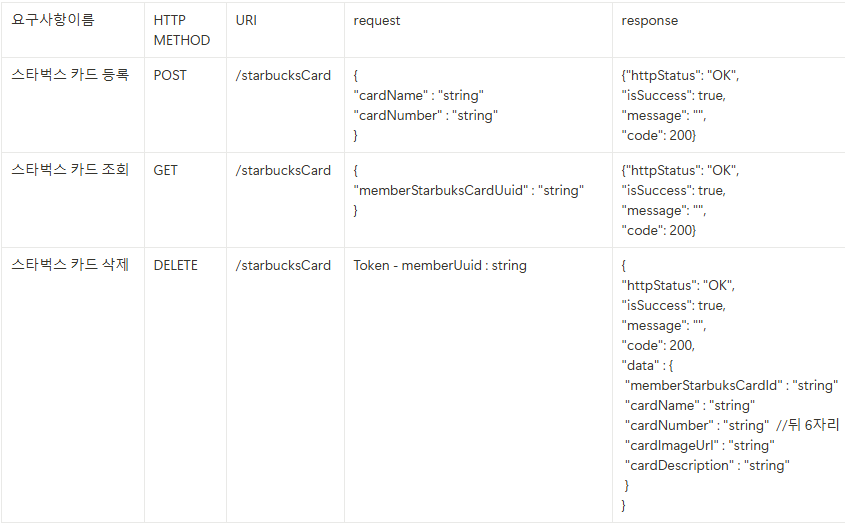 요구사항이름 HTTP METHOD URI request response
스타벅스 카드 등록 POST /starbucksCard
{
"cardName" : "string"
"cardNumber" : "string"
}
{"httpStatus": "OK",
"isSuccess": true,
"message": "",
"code": 200}
스타벅스 카드 조회 GET /starbucksCard
{
"memberStarbuksCardUuid" : "string"
}
{"httpStatus": "OK",
"isSuccess": true,
"message": "",
"code": 200}
스타벅스 카드 삭제 DELETE /starbucksCard Token - memberUuid : string
{
"httpStatus": "OK",
"isSuccess": true,
"message": "",
"code": 200,
"data" : {
"memberStarbuksCardId" : "string"
"cardName" : "string"
"cardNumber" : "string" //뒤 6자리
"cardImageUrl" : "string"
"cardDescription" : "string"
}
}